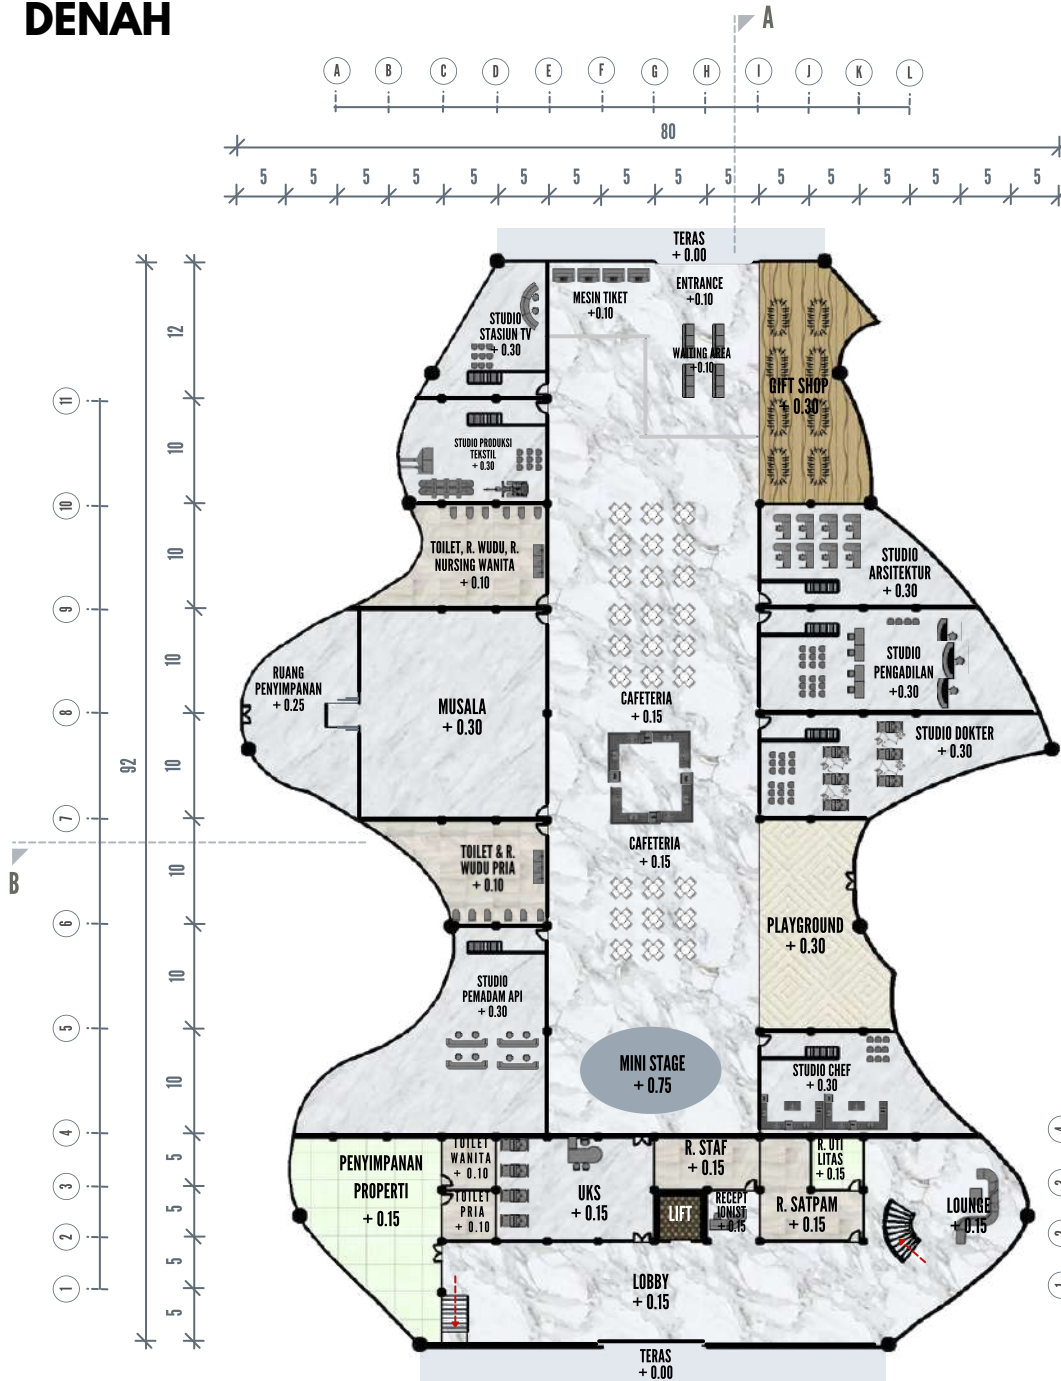 DENAH
A
A B C D E F G H I J K L
80
5 5 5 5 5 5 5 5 5 5 5 5 5 5 5 5
TERAS
+ 0.00
ENTRANCE
+0.10
MESIN TIKET
+0.10
STUDIO
STASIUN TV
+ 0.30
WAITING AREA
+0.10
GIFT SHOP
+ 0.30
12
11
10
STUDIO PRODUKSI
TEKSTIL
+ 0.30
10
10
TOILET, R. WUDU, R.
NURSING WANITA
+ 0.10
STUDIO
ARSITEKTUR
+ 0.30
9
10
RUANG
PENYIMPANAN
+ 0.25
STUDIO
PENGADILAN
+0.30
CAFETERIA
+ 0.15
MUSALA
+ 0.30
8
STUDIO DOKTER
+ 0.30
92
10
7
B
10
TOILET & R.
WUDU PRIA
+ 0.10
CAFETERIA
+ 0.15
6
PLAYGROUND
+ 0.30
10
STUDIO
PEMADAM API
+ 0.30
5
MINI STAGE
+ 0.75
STUDIO CHEF
+ 0.30
10
4
4
5
PENYIMPANAN
PROPERTI
+ 0.15
TOILET
WANITA
+ 0.10
R. STAF
+ 0.15
R. UTI
LITAS
+ 0.15
3
3
5
TOILET
PRIA
+ 0.10
UKS
+ 0.15
LIFT
RECEPT
IONIST
+0.15
R. SATPAM
+ 0.15
LOUNGE
+ 0.15
2
2
5
LOBBY
+ 0.15
1
1
5
TERAS
+ 0.00